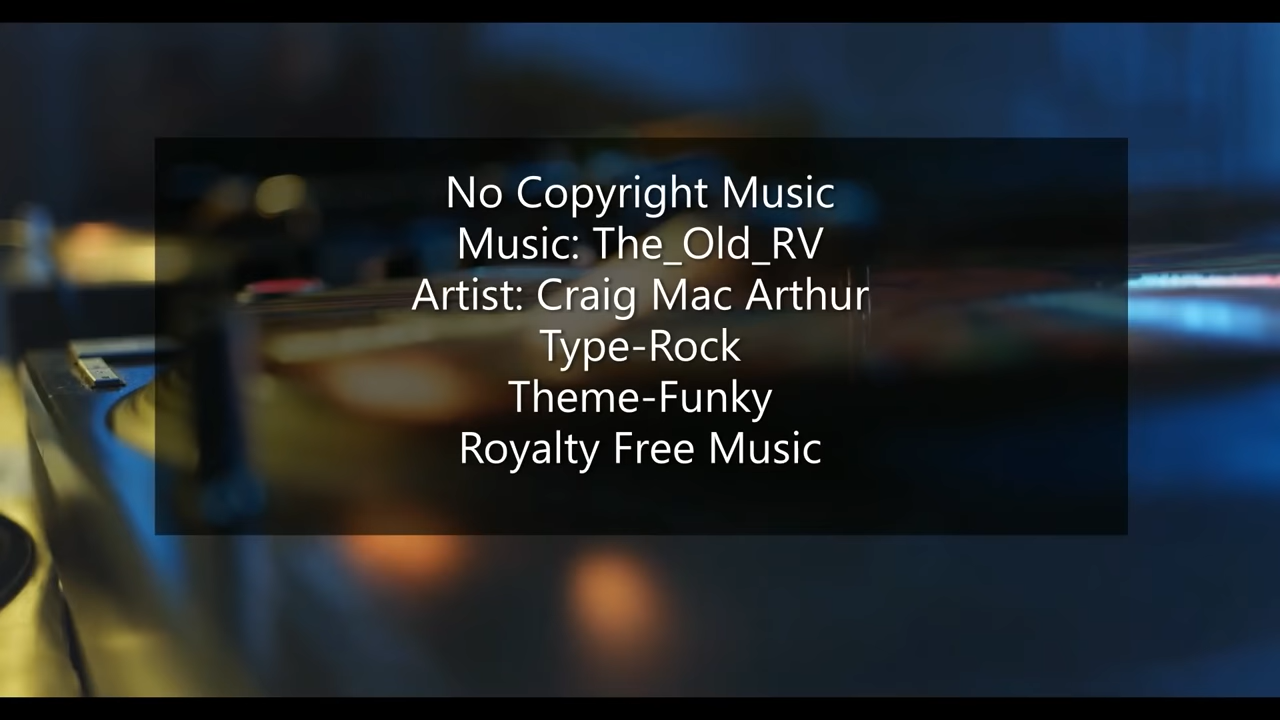 No Copyright Music
Music: The_Old_RV
Artist: Craig Mac Arthur
Type-Rock
Theme-Funky
Royalty Free Music